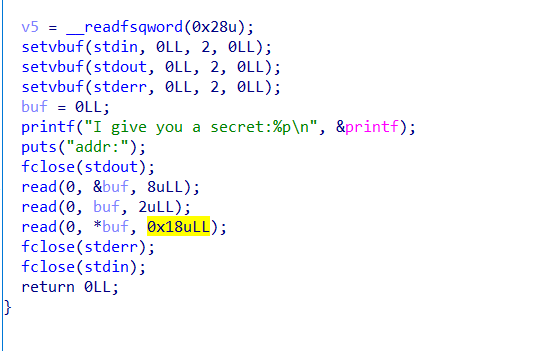 v5 = __readfsqword(0x28u);
setvbuf(stdin, 0LL, 2, 0LL);
setvbuf(stdout, 0LL, 2, 0LL);
setvbuf(stderr, 0LL, 2, 0LL);
buf = 0LL;
printf("I give you a secret:%p\n", &printf);
puts("addr:");
fclose(stdout);
read(0, &buf, 8uLL);
read(0, buf, 2uLL);
read(0, *buf, 0x18uLL);
fclose(stderr);
fclose(stdin);
return 0LL;
}